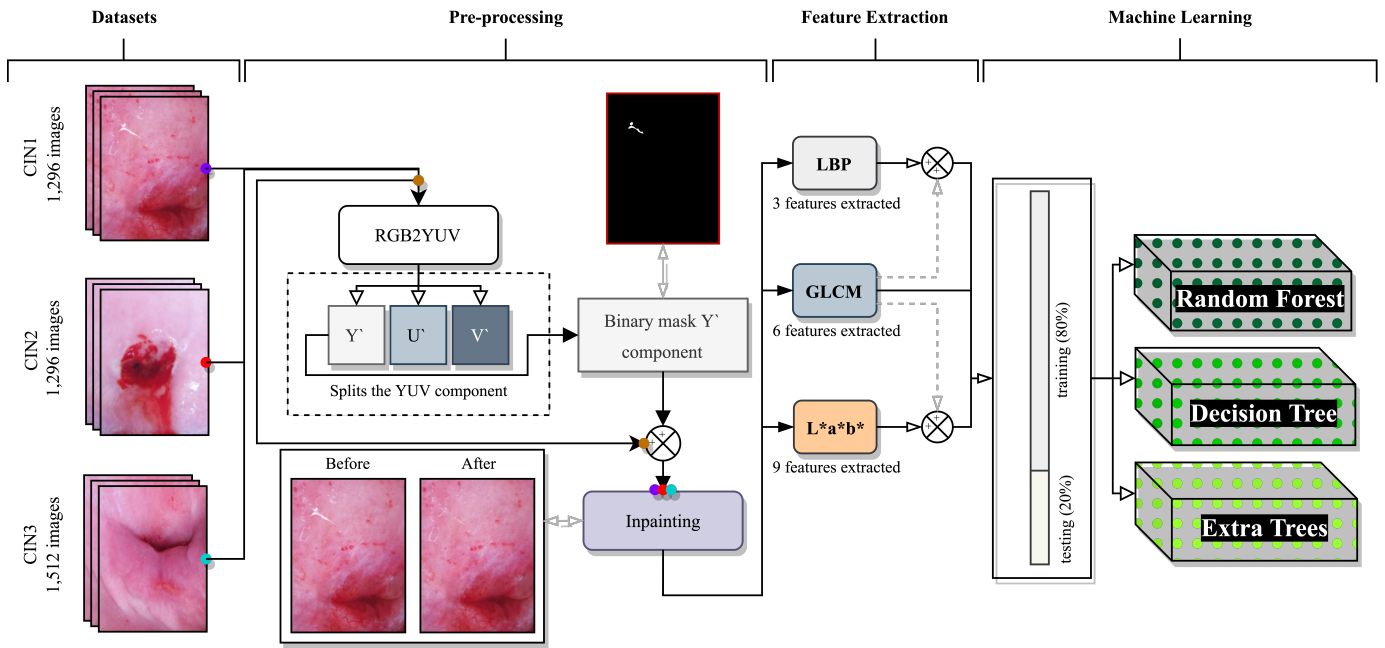 Datasets
Pre-processing
Feature Extraction
Machine Learning
CIN1
1,296 images
CIN2
1,296 images
CIN3
1,512 images
RGB2YUV
Y`
U`
V`
Splits the YUV component
Binary mask Y`
component
+
+
Before
After
Inpainting
LBP
3 features extracted
GLCM
6 features extracted
L*a*b*
9 features extracted
+
+
+
+
training (80%)
testing (20%)
Random Forest
Decision Tree
Extra Trees